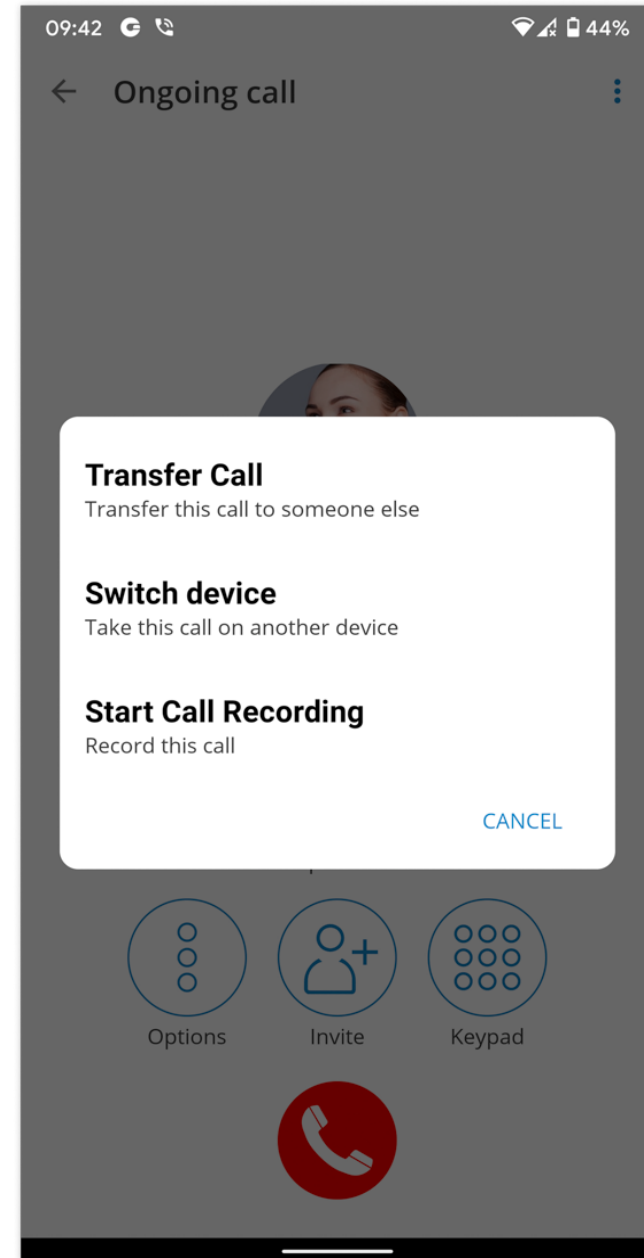 09:42 44%
Ongoing call
Transfer Call
Transfer this call to someone else
Switch device
Take this call on another device
Start Call Recording
Record this call
CANCEL
Options Invite Keypad